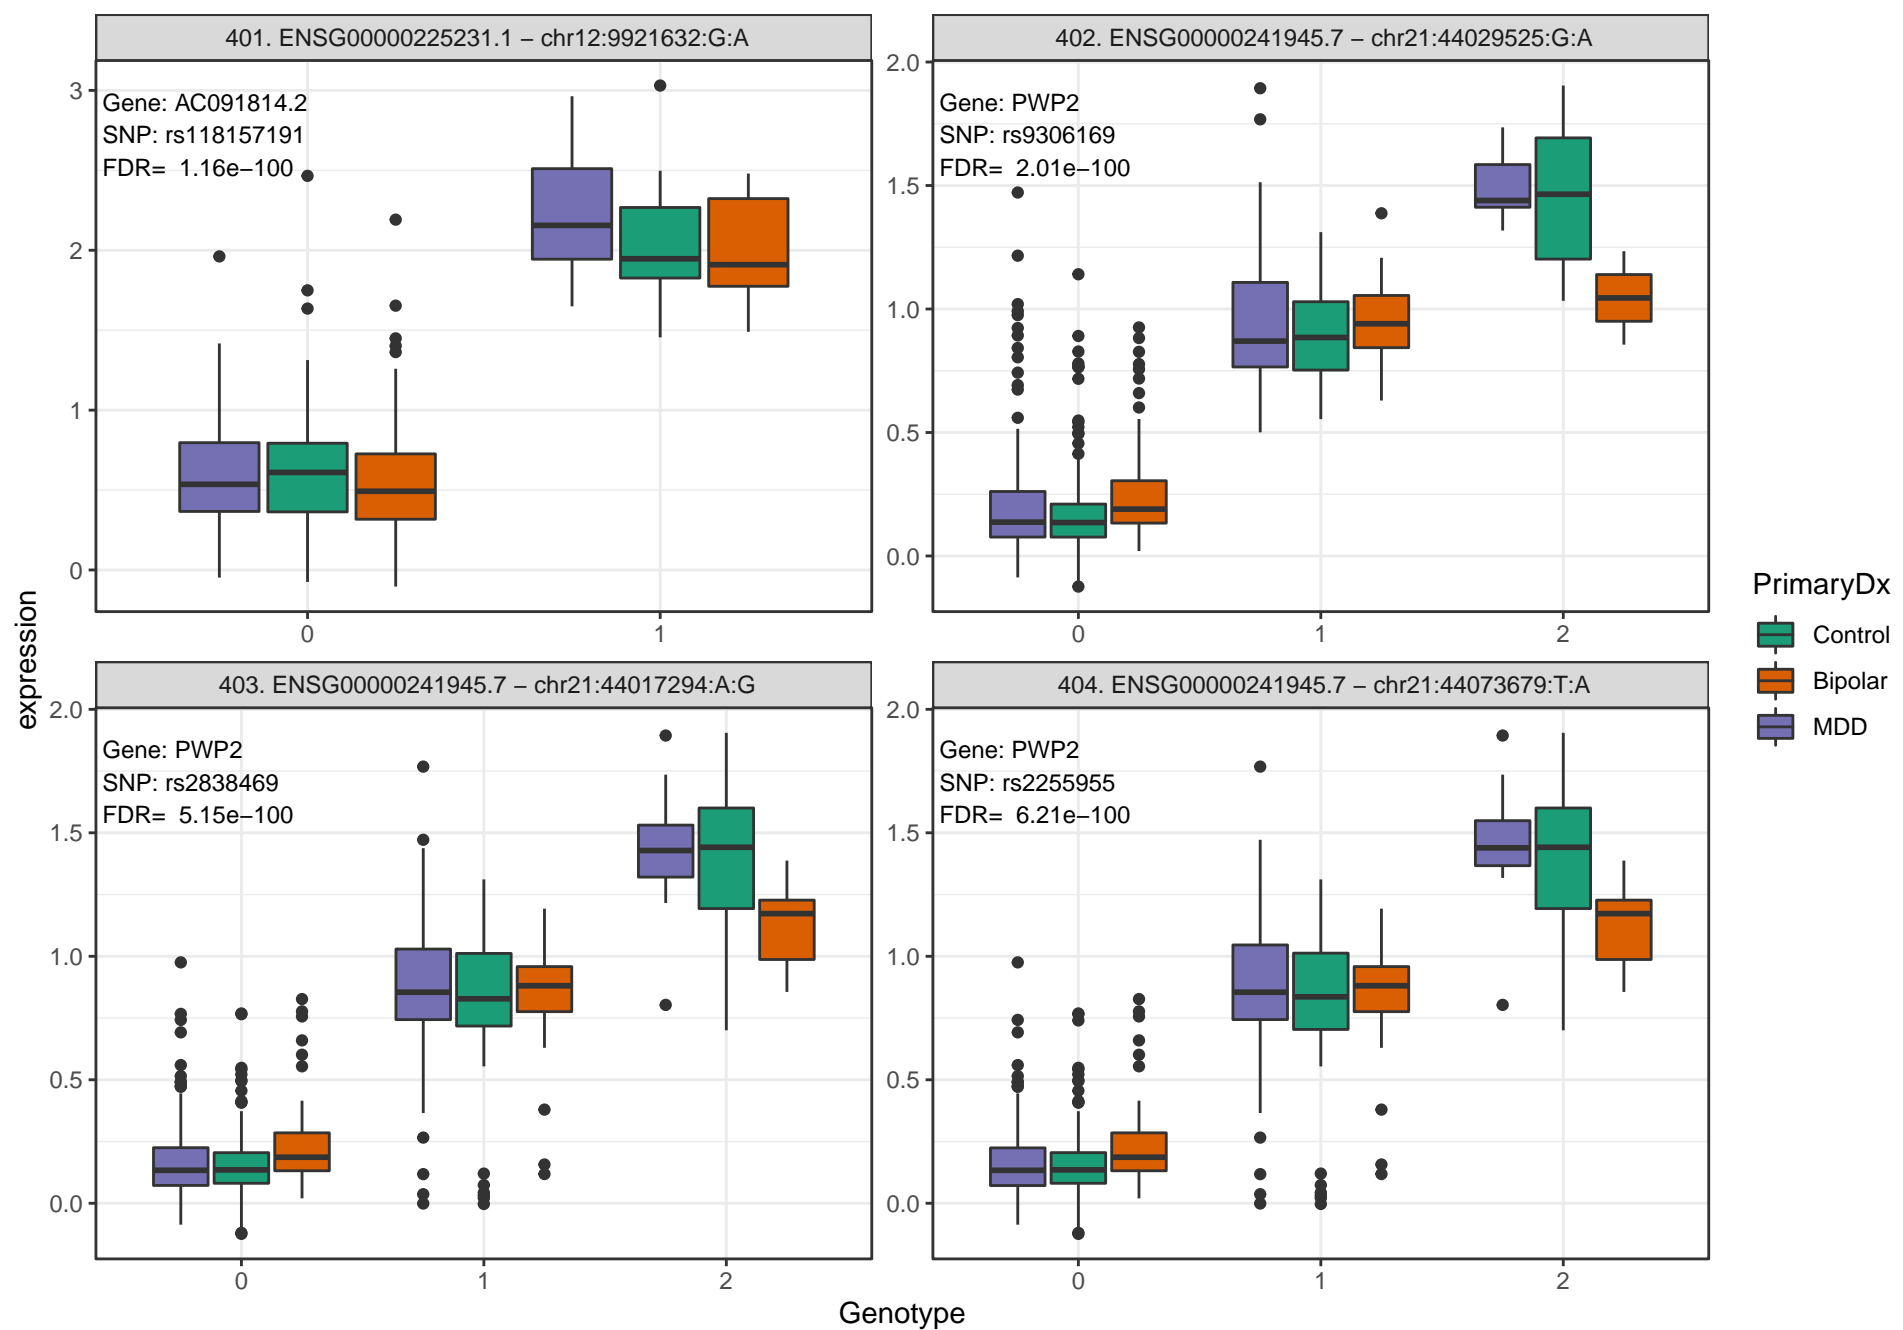 401. ENSG00000225231.1 – chr12:9921632:G:A
Gene: AC091814.2
SNP: rs118157191
FDR=  1.16e−100
3
2
1
0
0
1
402. ENSG00000241945.7 – chr21:44029525:G:A
Gene: PWP2
SNP: rs9306169
FDR=  2.01e−100
2.0
1.5
1.0
0.5
0.0
0
1
2
403. ENSG00000241945.7 – chr21:44017294:A:G
Gene: PWP2
SNP: rs2838469
FDR=  5.15e−100
2.0
1.5
1.0
0.5
0.0
0
1
2
404. ENSG00000241945.7 – chr21:44073679:T:A
Gene: PWP2
SNP: rs2255955
FDR=  6.21e−100
2.0
1.5
1.0
0.5
0.0
0
1
2
expression
Genotype
PrimaryDx
Control
Bipolar
MDD